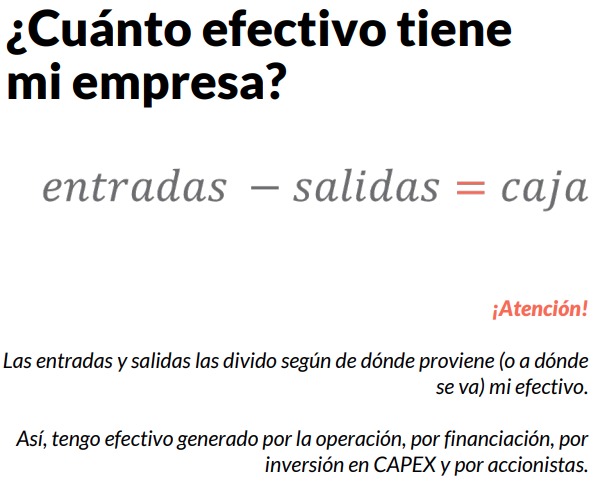 ¿Cuánto efectivo tiene
mi empresa?
entradas − salidas = caja
¡Atención!
Las entradas y salidas las divido según de dónde proviene (o a dónde
se va) mi efectivo.
Así, tengo efectivo generado por la operación, por financiación, por
inversión en CAPEX y por accionistas.